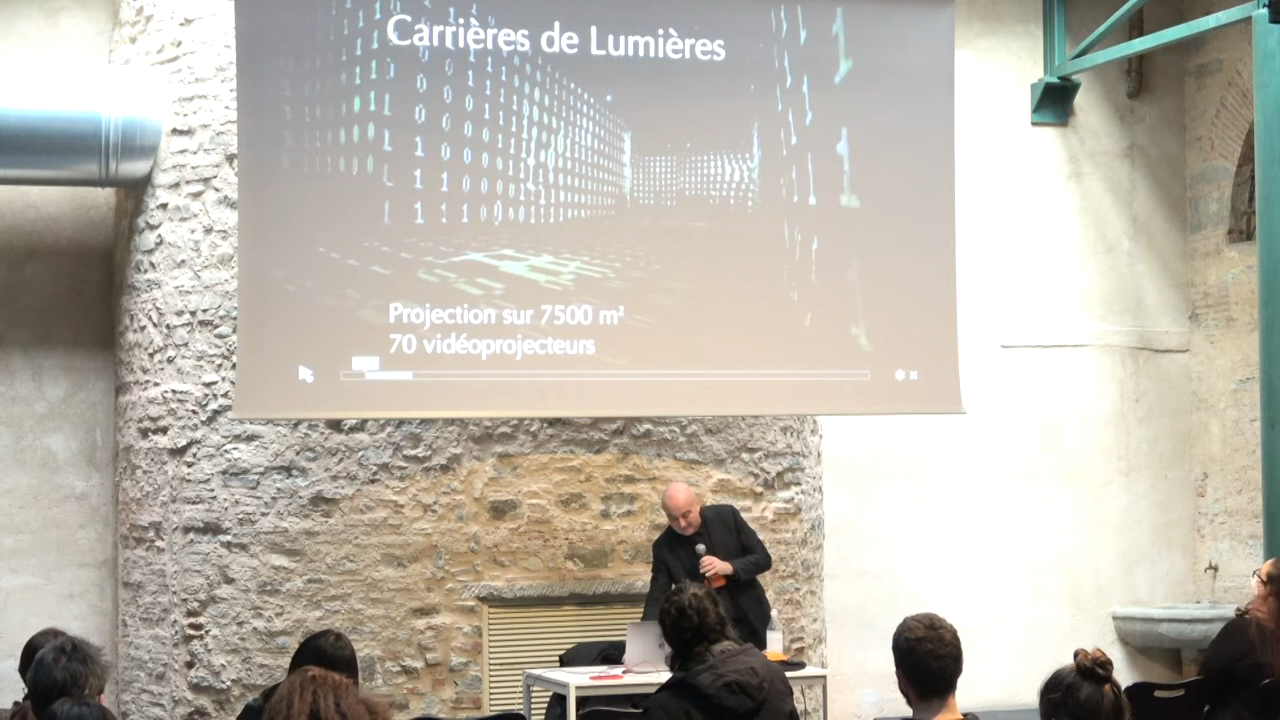 Carrières de Lumières
Projection sur 7500 m²
70 vidéoprojecteurs